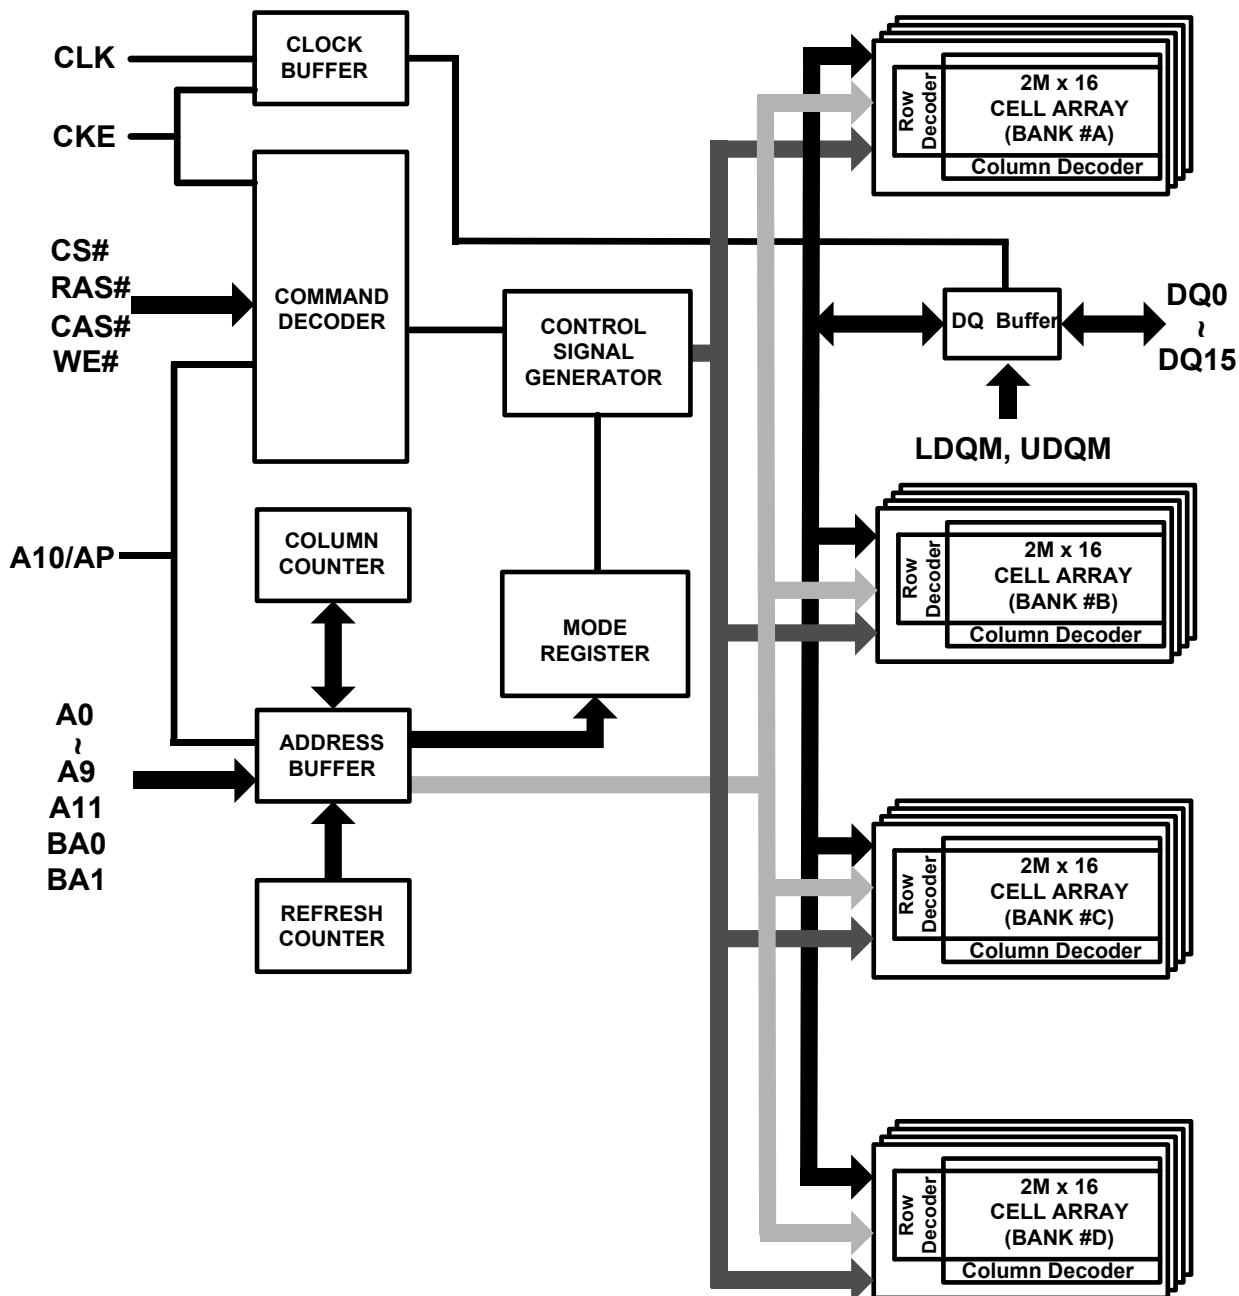 CLK
CKE
CLOCK
BUFFER
CS#
RAS#
CAS#
WE#
COMMAND
DECODER
CONTROL
SIGNAL
GENERATOR
A10/AP
COLUMN
COUNTER
MODE
REGISTER
A0
~
A9
A11
BA0
BA1
ADDRESS
BUFFER
REFRESH
COUNTER
Row
Decoder
2M x 16
CELL ARRAY
(BANK #A)
Column Decoder
DQ Buffer
DQ0
~
DQ15
LDQM, UDQM
Row
Decoder
2M x 16
CELL ARRAY
(BANK #B)
Column Decoder
Row
Decoder
2M x 16
CELL ARRAY
(BANK #C)
Column Decoder
Row
Decoder
2M x 16
CELL ARRAY
(BANK #D)
Column Decoder